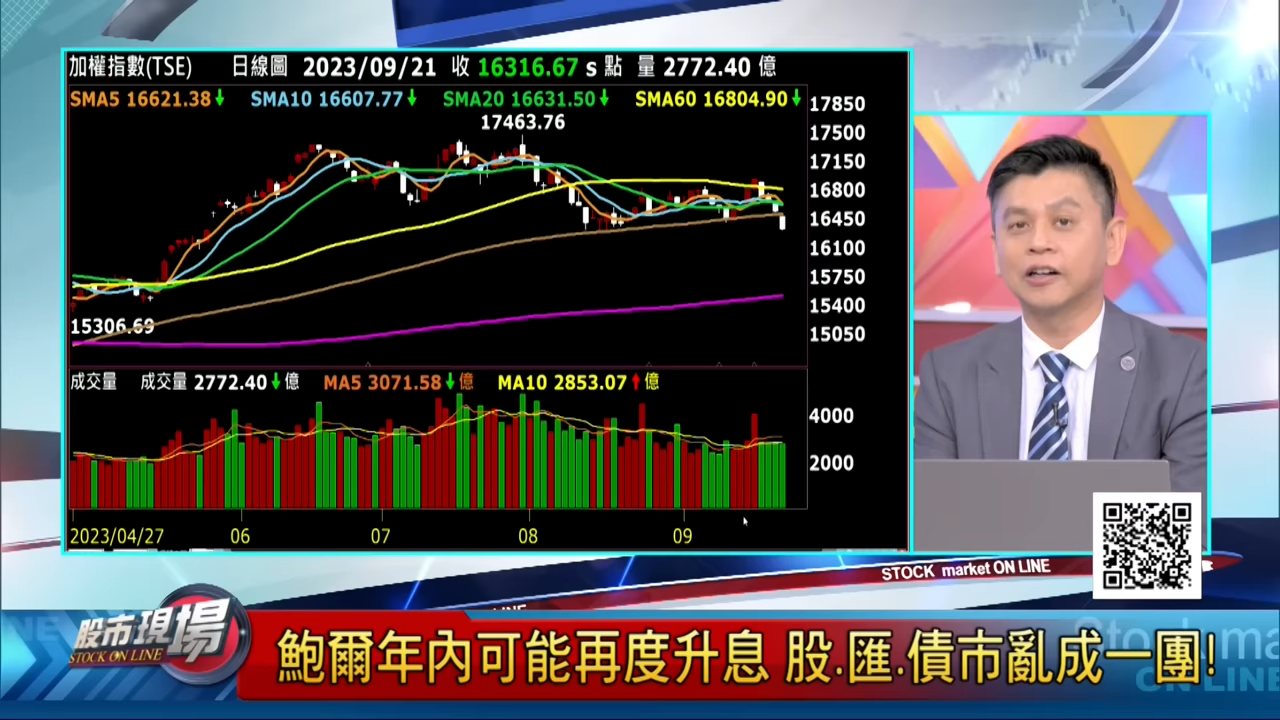 加權指數(TSE) 日線圖 2023/09/21 收 16316.67 s 點 量 2772.40 億
SMA5 16621.38↓ SMA10 16607.77↓ SMA20 16631.50↓ SMA60 16804.90↓
17463.76
17850
17500
17150
16800
16450
16100
15750
15400
15050
15306.69
成交量 成交量 2772.40↓億 MA5 3071.58↓億 MA10 2853.07↑億
4000
2000
2023/04/27 06 07 08 09
STOCK market ON LINE
股市現場
STOCK ON LINE
鮑爾年內可能再度升息 股.匯.債市亂成一團!